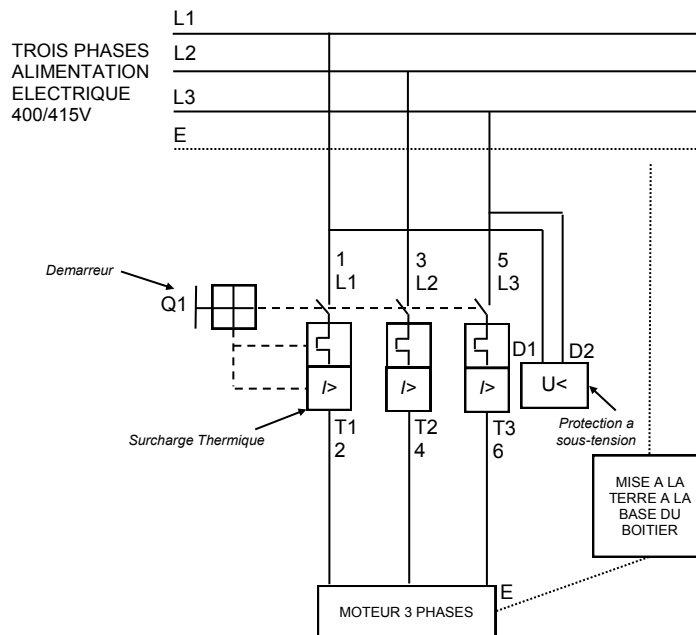 L1
TROIS PHASES
ALIMENTATION
ELECTRIQUE
400/415V
L2
L3
E
1
L1
3
L2
5
L3
Demarreur
Q1
D1
D2
I>
I>
I>
U<
Surcharge Thermique
T1
2
T2
4
T3
6
Protection a
sous-tension
MISE A LA
TERRE A LA
BASE DU
BOITIER
E
MOTEUR 3 PHASES